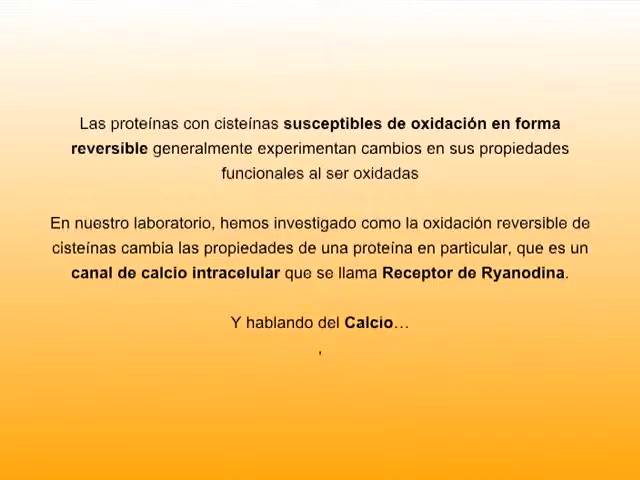 Las proteínas con cisteínas susceptibles de oxidación en forma
reversible generalmente experimentan cambios en sus propiedades
funcionales al ser oxidadas
En nuestro laboratorio, hemos investigado como la oxidación reversible de
cisteínas cambia las propiedades de una proteína en particular, que es un
canal de calcio intracelular que se llama Receptor de Ryanodina.
Y hablando del Calcio…
,